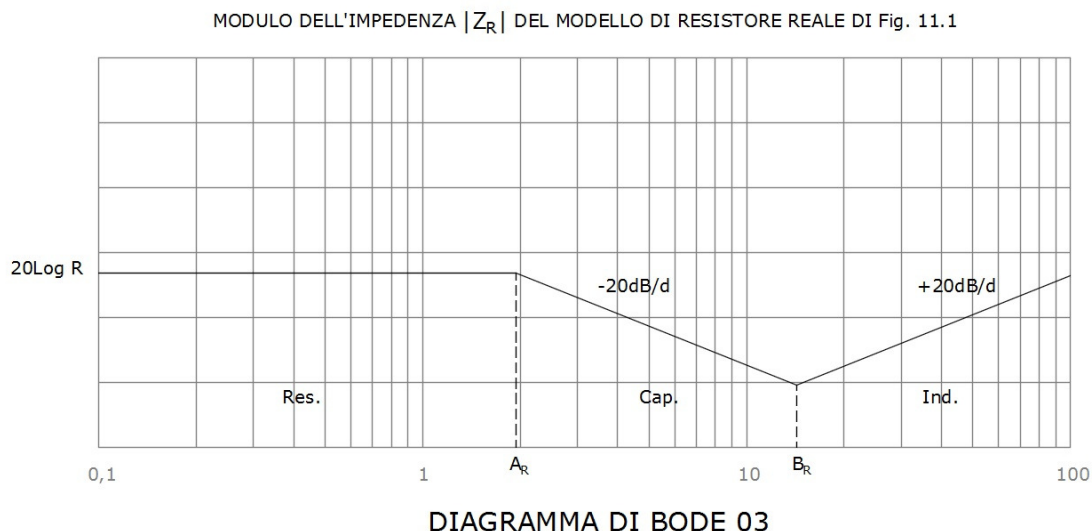 MODULO DELL'IMPEDENZA |ZR| DEL MODELLO DI RESISTORE REALE DI Fig. 11.1
20Log R
-20dB/d
+20dB/d
Res.
Cap.
Ind.
0,1
1
AR
10
BR
100
DIAGRAMMA DI BODE 03